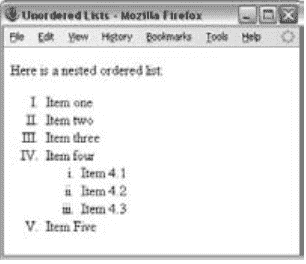 Unordered Lists - Mozilla Firefox
File Edit View History Bookmarks Tools Help
Here is a nested ordered list:
I. Item one
II. Item two
III. Item three
IV. Item four
i. Item 4.1
ii. Item 4.2
iii. Item 4.3
V. Item Five